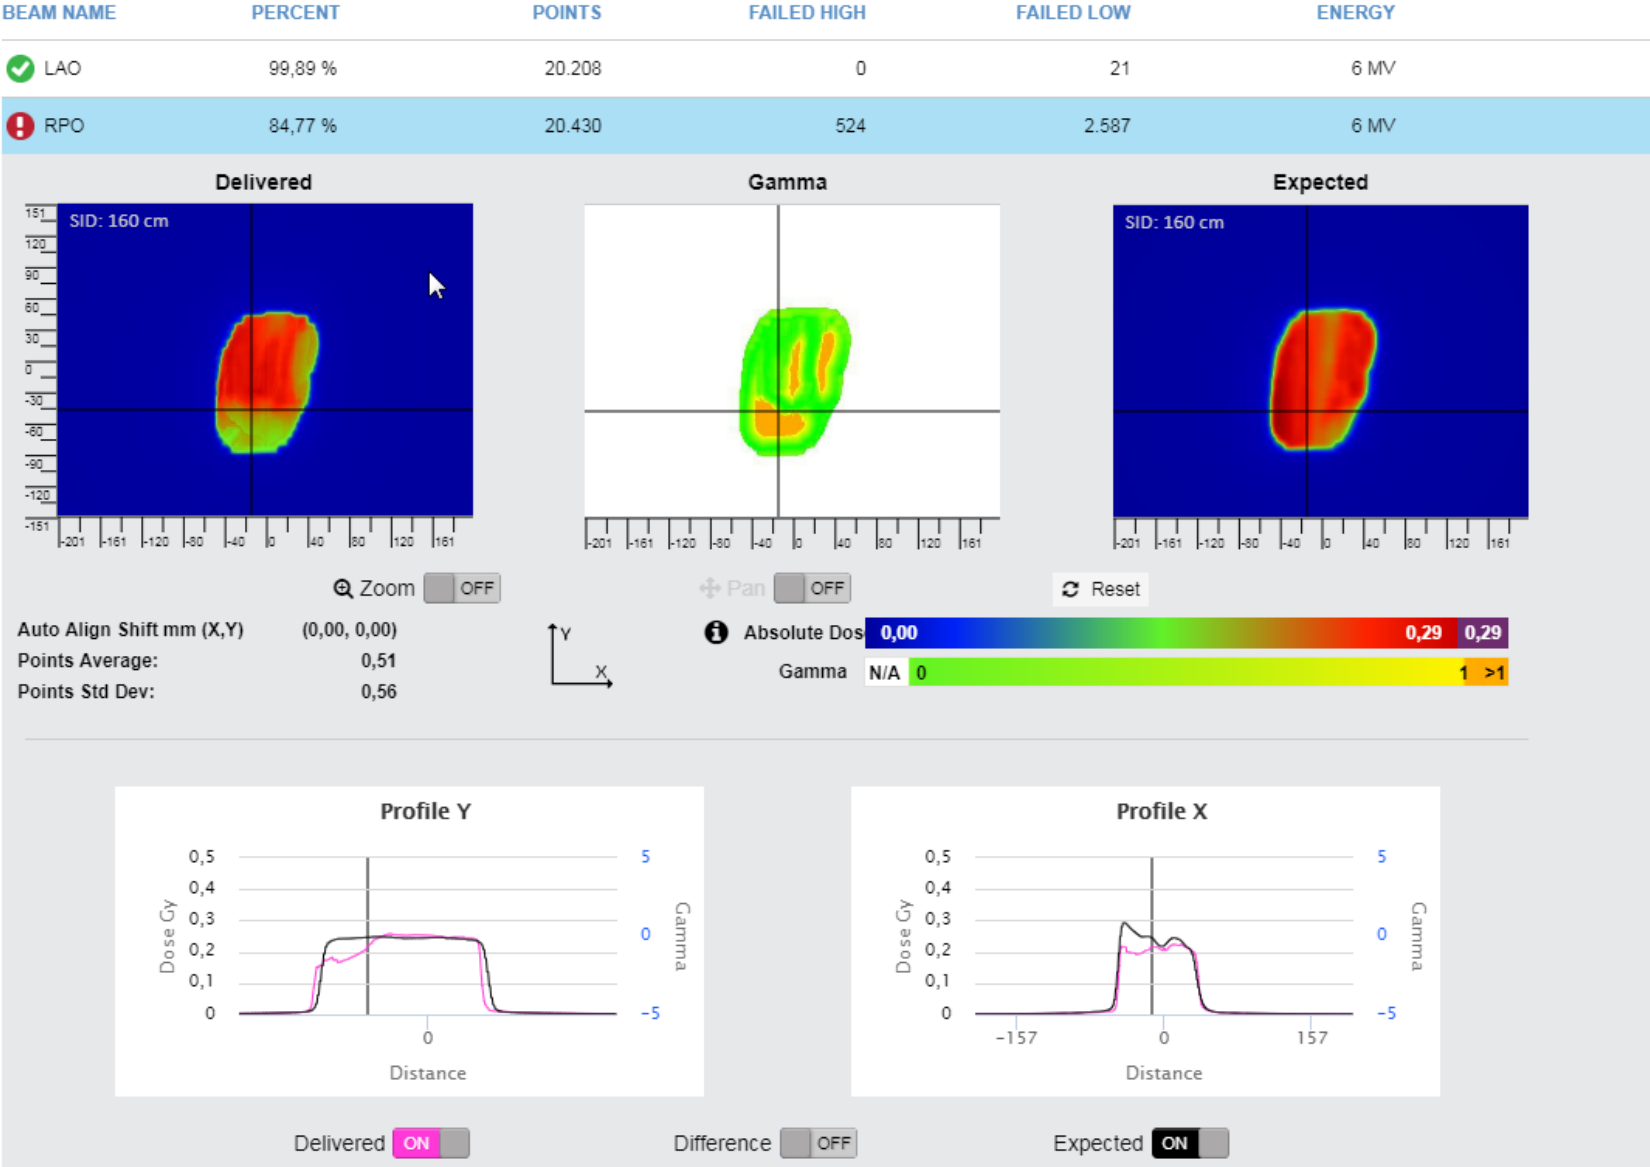 BEAM NAME PERCENT POINTS FAILED HIGH FAILED LOW ENERGY
LAO 99,89 % 20.208 0 21 6 MV
RPO 84,77 % 20.430 524 2.587 6 MV
Delivered Gamma Expected
SID: 160 cm SID: 160 cm
151
120
90
60
30
0
-30
-60
-90
-120
-151
-201 -161 -120 -80 -40 0 40 80 120 161 -201 -161 -120 -80 -40 0 40 80 120 161 -201 -161 -120 -80 -40 0 40 80 120 161
Zoom OFF Pan OFF Reset
Auto Align Shift mm (X,Y) (0,00, 0,00) Y Absolute Dos 0,00 0,29 0,29
Points Average: 0,51 X Gamma N/A 0 1 >1
Points Std Dev: 0,56
Profile Y
0,5 5
0,4
0,3
0,2 0
0,1
0 -5
Dose Gy Gamma
0
Distance
Profile X
0,5 5
0,4
0,3
0,2 0
0,1
0 -5
Dose Gy Gamma
-157 0 157
Distance
Delivered ON Difference OFF Expected ON